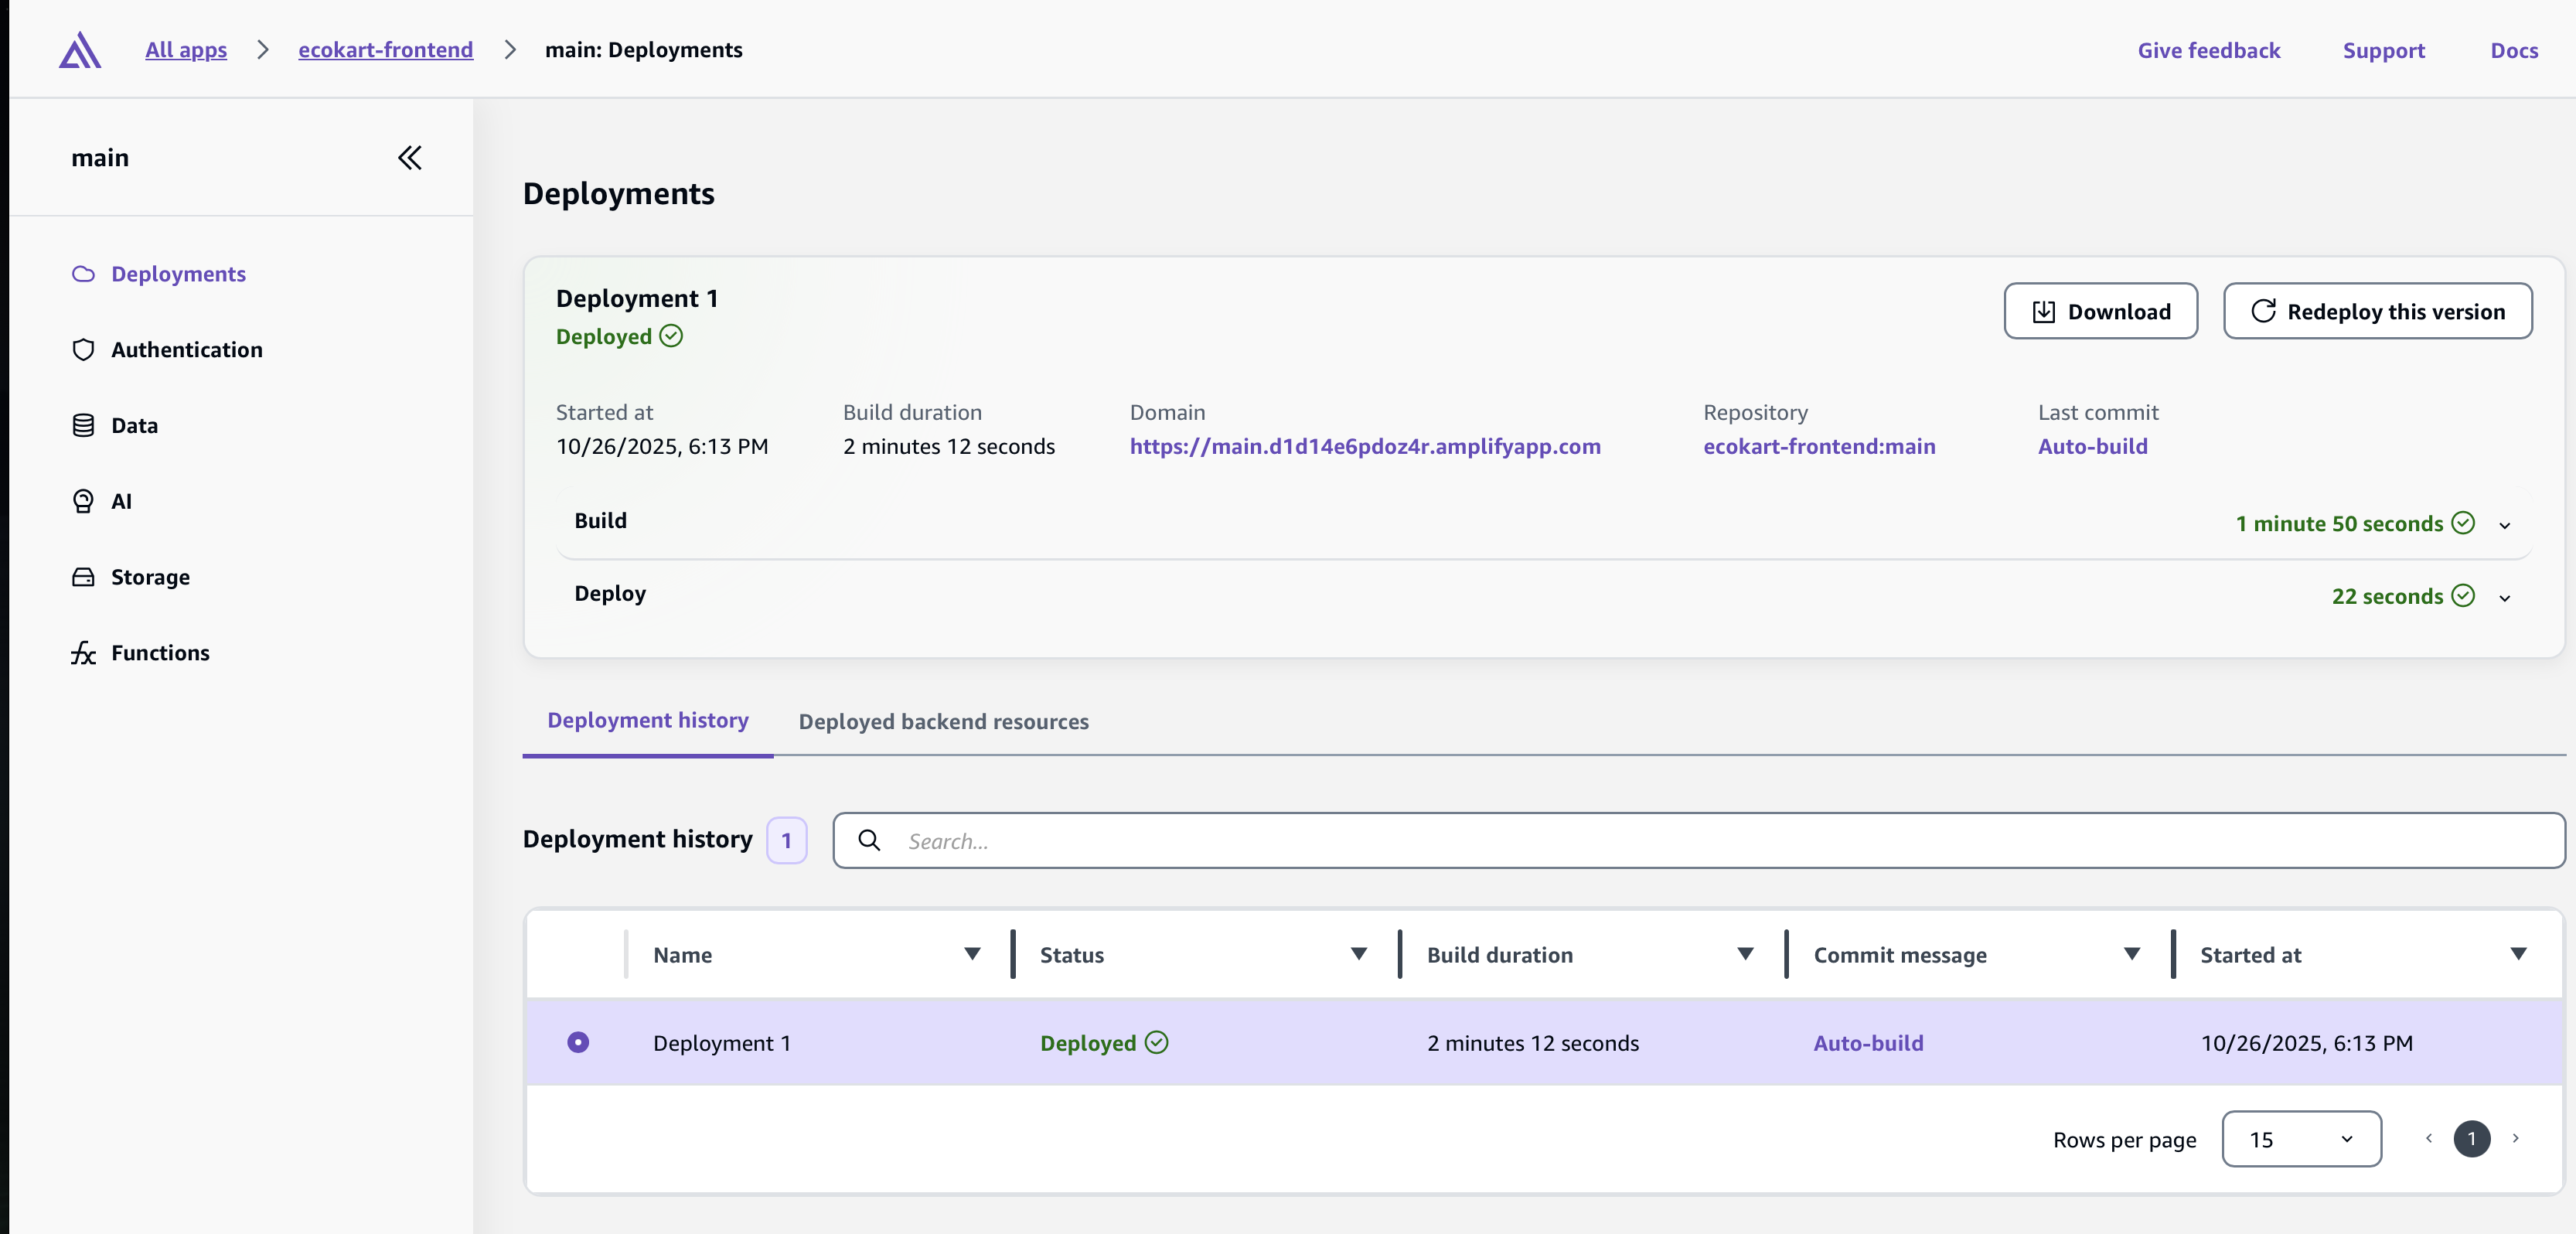 All apps > ecokart-frontend > main: Deployments
Give feedback Support Docs
main
Deployments
Authentication
Data
AI
Storage
Functions
Deployments
Deployment 1
Deployed
Download
Redeploy this version
Started at Build duration Domain Repository Last commit
10/26/2025, 6:13 PM 2 minutes 12 seconds https://main.d1d14e6pdoz4r.amplifyapp.com ecokart-frontend:main Auto-build
Build 1 minute 50 seconds
Deploy 22 seconds
Deployment history Deployed backend resources
Deployment history 1 Search...
Name Status Build duration Commit message Started at
Deployment 1 Deployed 2 minutes 12 seconds Auto-build 10/26/2025, 6:13 PM
Rows per page 15 1